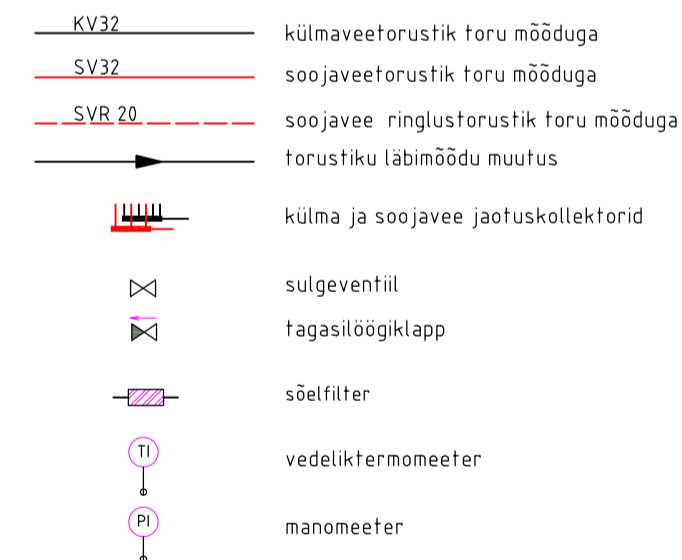 KV32 külmaveetorustik toru mõõduga
SV32 soojaveetorustik toru mõõduga
SVR 20 soojavee ringlustorustik toru mõõduga
torustiku läbimõõdu muutus
külma ja soojavee jaotuskollektorid
sulgeventiil
tagasilöögiklapp
sõelfilter
TI vedeliktermomeeter
PI manomeeter